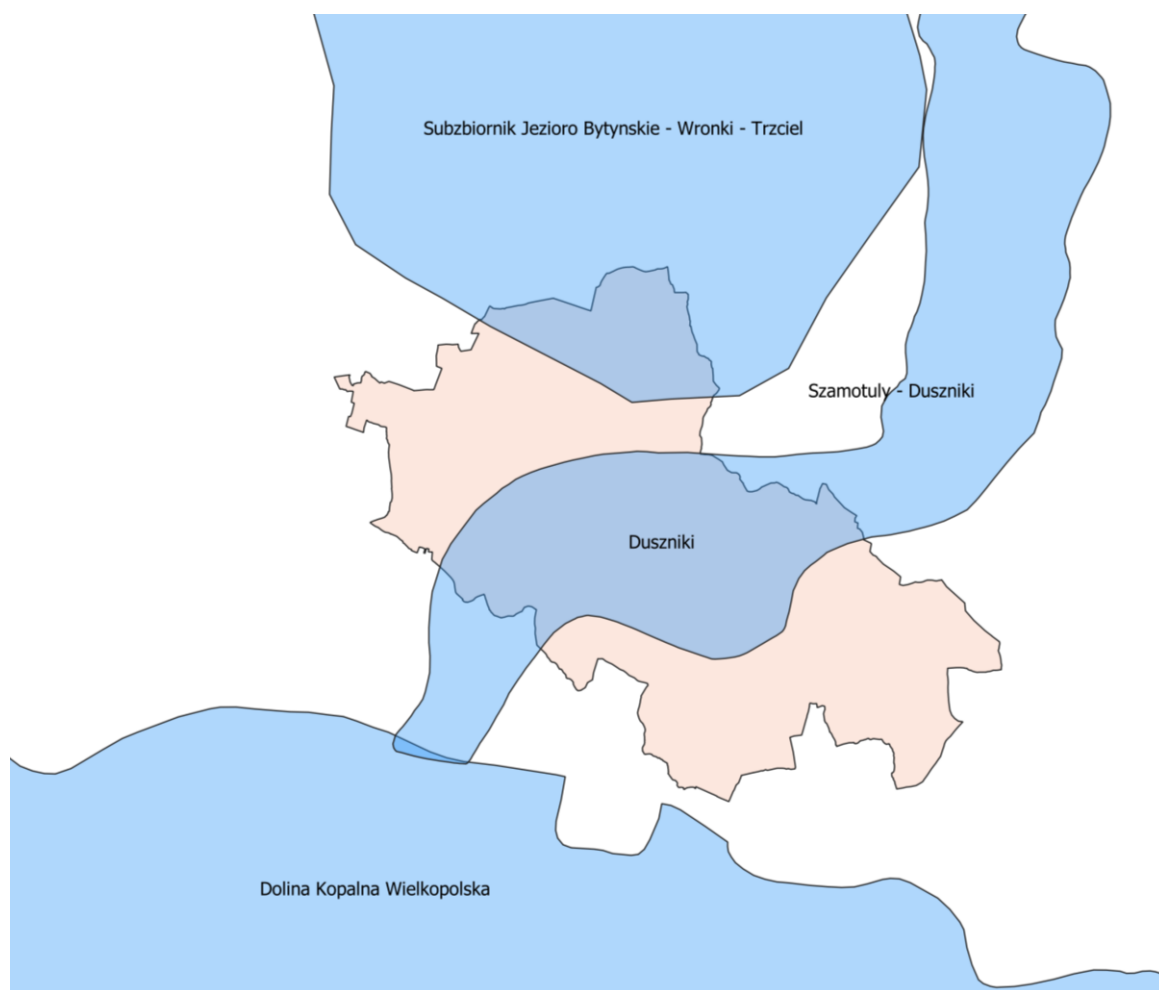 Subzbiornik Jezioro Bytynskie - Wronki - Trzciel
Szamotuly - Duszniki
Duszniki
Dolina Kopalna Wielkopolska